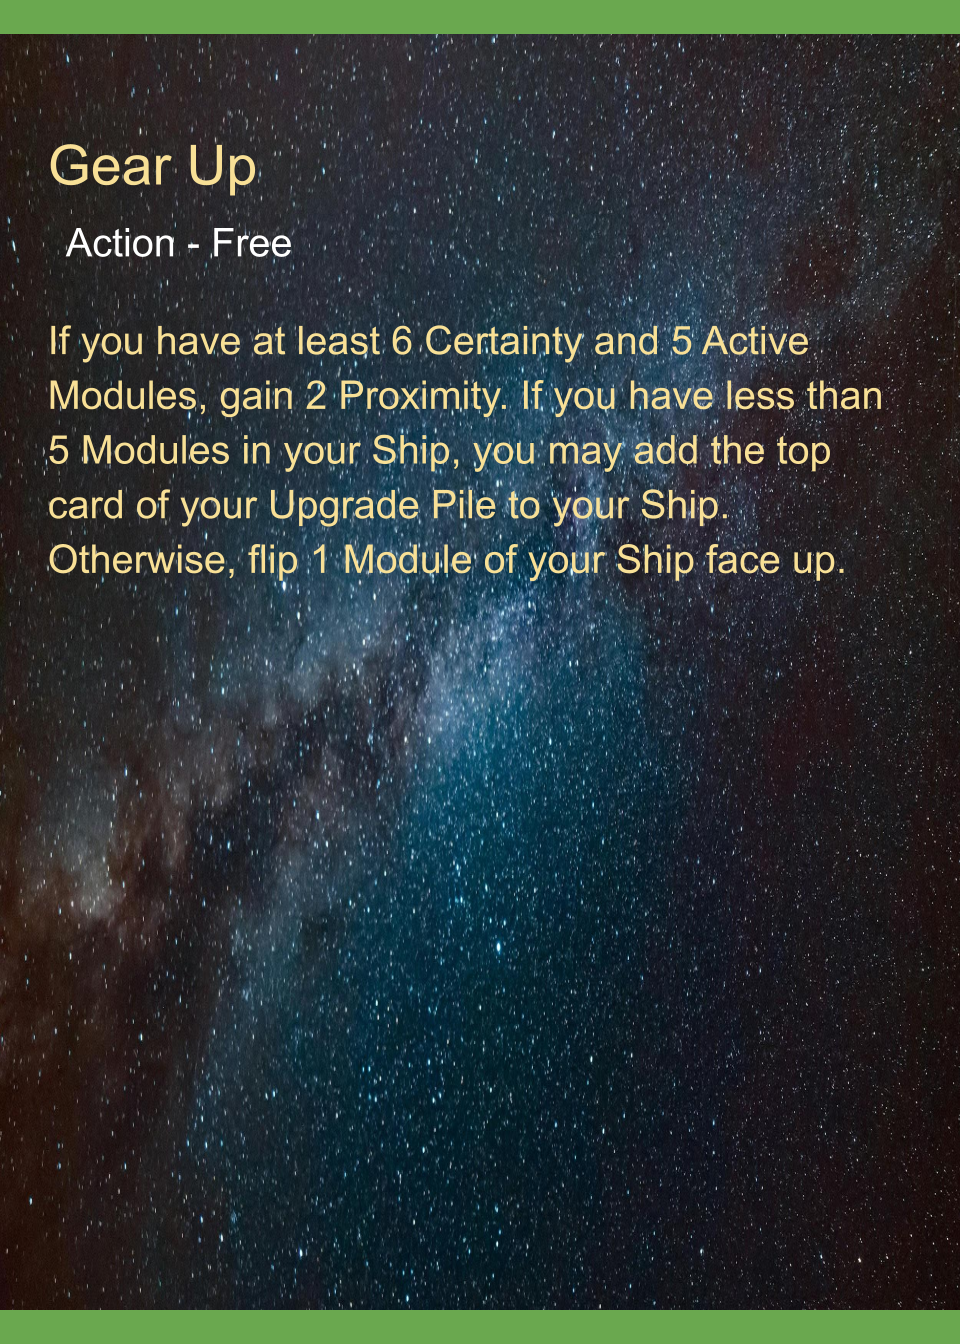 Gear Up
Action - Free
If you have at least 6 Certainty and 5 Active
Modules, gain 2 Proximity. If you have less than
5 Modules in your Ship, you may add the top
card of your Upgrade Pile to your Ship.
Otherwise, flip 1 Module of your Ship face up.